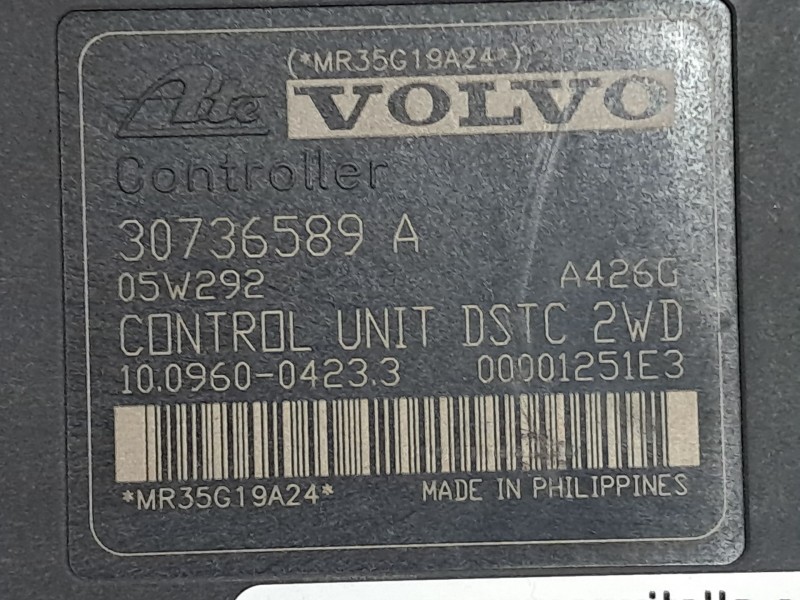 (*MR35G19A24*)
Ate VOLVO
Controller
30736589 A
05W292 A426G
CONTROL UNIT DSTC 2WD
10.0960-0423.3 00001251E3
*MR35G19A24* MADE IN PHILIPPINES